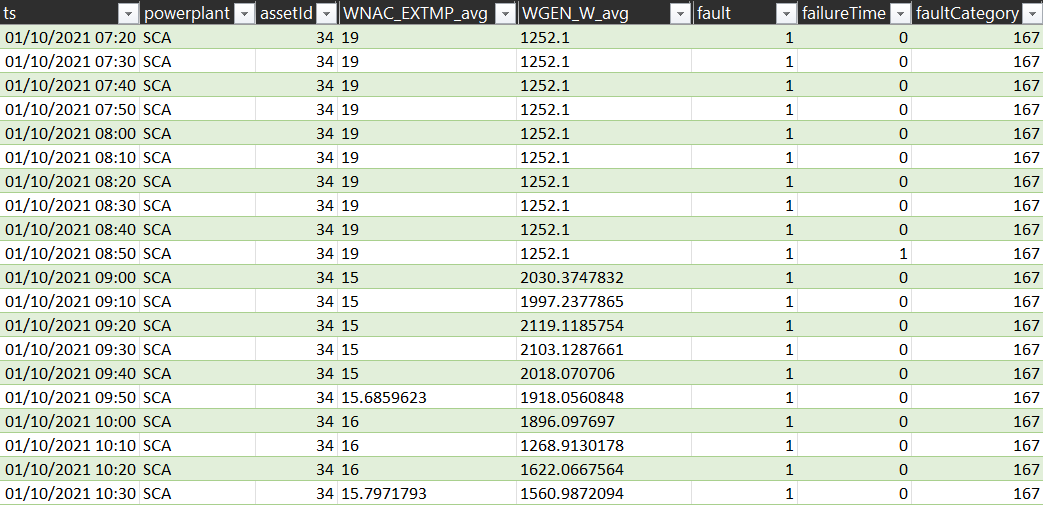 ts powerplant assetId WNAC_EXTMP_avg WGEN_W_avg fault failureTime faultCategory
01/10/2021 07:20 SCA 34 19 1252.1 1 0 167
01/10/2021 07:30 SCA 34 19 1252.1 1 0 167
01/10/2021 07:40 SCA 34 19 1252.1 1 0 167
01/10/2021 07:50 SCA 34 19 1252.1 1 0 167
01/10/2021 08:00 SCA 34 19 1252.1 1 0 167
01/10/2021 08:10 SCA 34 19 1252.1 1 0 167
01/10/2021 08:20 SCA 34 19 1252.1 1 0 167
01/10/2021 08:30 SCA 34 19 1252.1 1 0 167
01/10/2021 08:40 SCA 34 19 1252.1 1 0 167
01/10/2021 08:50 SCA 34 19 1252.1 1 1 167
01/10/2021 09:00 SCA 34 15 2030.3747832 1 0 167
01/10/2021 09:10 SCA 34 15 1997.2377865 1 0 167
01/10/2021 09:20 SCA 34 15 2119.1185754 1 0 167
01/10/2021 09:30 SCA 34 15 2103.1287661 1 0 167
01/10/2021 09:40 SCA 34 15 2018.070706 1 0 167
01/10/2021 09:50 SCA 34 15.6859623 1918.0560848 1 0 167
01/10/2021 10:00 SCA 34 16 1896.097697 1 0 167
01/10/2021 10:10 SCA 34 16 1268.9130178 1 0 167
01/10/2021 10:20 SCA 34 16 1622.0667564 1 0 167
01/10/2021 10:30 SCA 34 15.7971793 1560.9872094 1 0 167